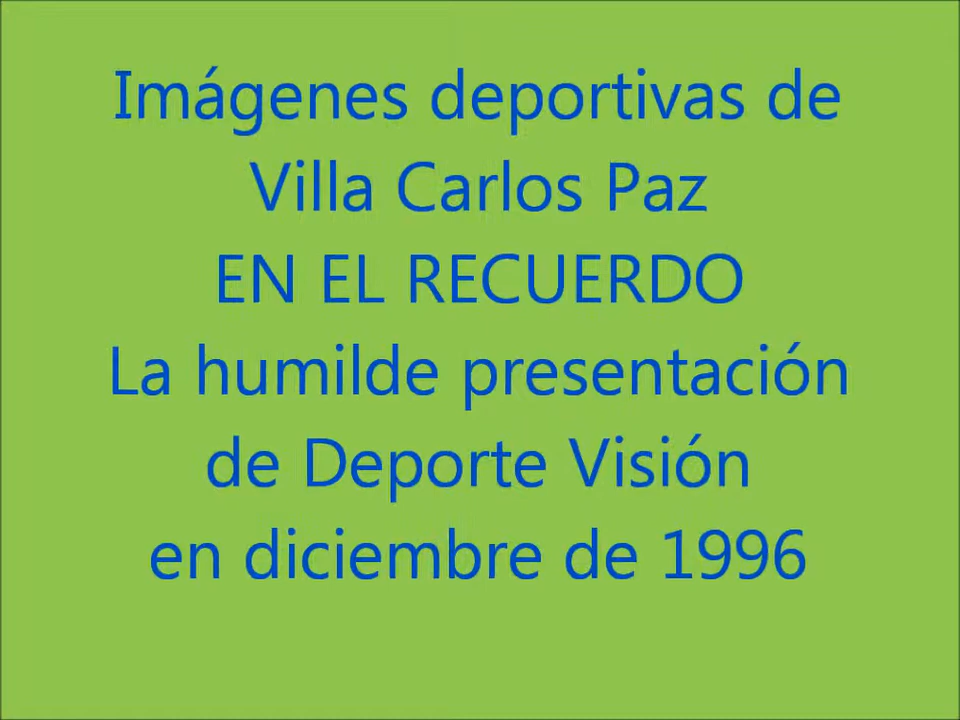 Imágenes deportivas de
Villa Carlos Paz
EN EL RECUERDO
La humilde presentación
de Deporte Visión
en diciembre de 1996